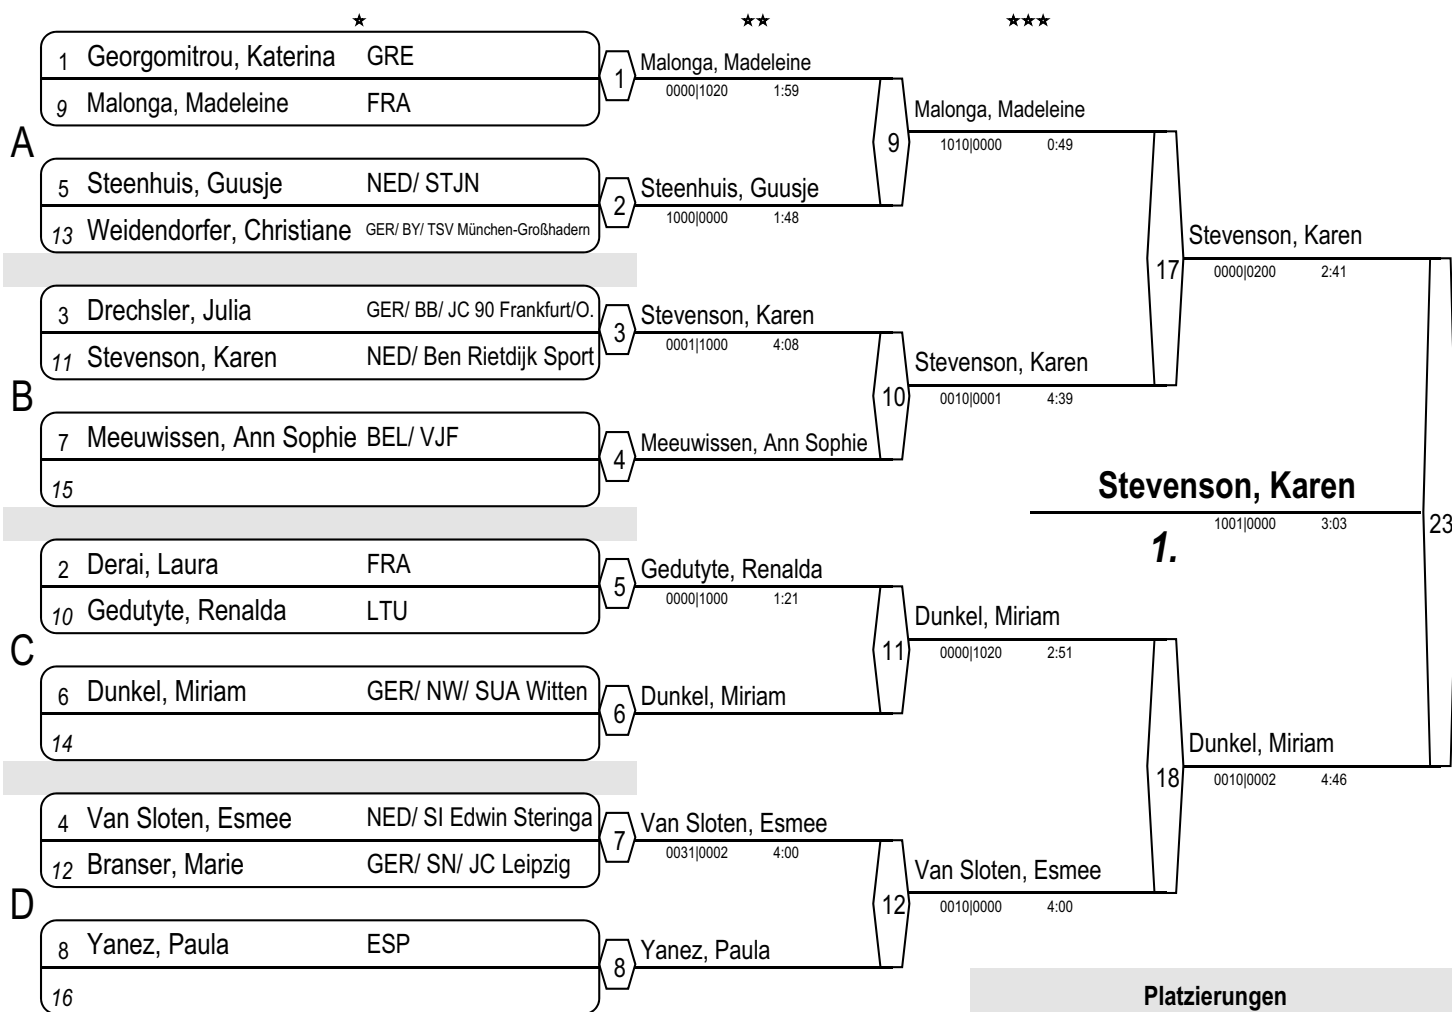 1 Georgomitrou, Katerina GRE
9 Malonga, Madeleine FRA
A
5 Steenhuis, Guusje NED/ STJN
13 Weidendorfer, Christiane GER/ BY/ TSV München-Großhadern
3 Drechsler, Julia GER/ BB/ JC 90 Frankfurt/O.
11 Stevenson, Karen NED/ Ben Rietdijk Sport
B
7 Meeuwissen, Ann Sophie BEL/ VJF
15
2 Derai, Laura FRA
10 Gedutyte, Renalda LTU
C
6 Dunkel, Miriam GER/ NW/ SUA Witten
14
4 Van Sloten, Esmee NED/ SI Edwin Steringa
12 Branser, Marie GER/ SN/ JC Leipzig
D
8 Yanez, Paula ESP
16
1 Malonga, Madeleine
0000|1020 1:59
2 Steenhuis, Guusje
1000|0000 1:48
3 Stevenson, Karen
0001|1000 4:08
4 Meeuwissen, Ann Sophie
5 Gedutyte, Renalda
0000|1000 1:21
6 Dunkel, Miriam
7 Van Sloten, Esmee
0031|0002 4:00
8 Yanez, Paula
9 Malonga, Madeleine
1010|0000 0:49
10 Stevenson, Karen
0010|0001 4:39
11 Dunkel, Miriam
0000|1020 2:51
12 Van Sloten, Esmee
0010|0000 4:00
17 Stevenson, Karen
0000|0200 2:41
18 Dunkel, Miriam
0010|0002 4:46
Stevenson, Karen
1001|0000 3:03
23
1.
Platzierungen